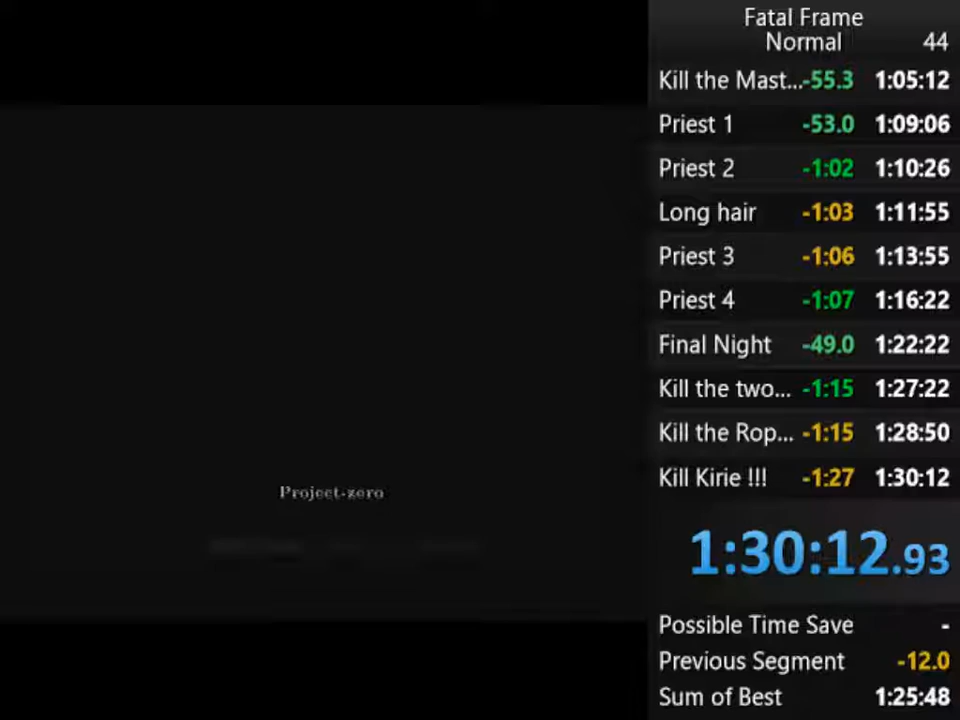 Fatal Frame
Normal 44
Kill the Mast... -55.3 1:05:12
Priest 1 -53.0 1:09:06
Priest 2 -1:02 1:10:26
Long hair -1:03 1:11:55
Priest 3 -1:06 1:13:55
Priest 4 -1:07 1:16:22
Final Night -49.0 1:22:22
Kill the two... -1:15 1:27:22
Kill the Rop... -1:15 1:28:50
Kill Kirie !!! -1:27 1:30:12
Project-zero
1:30:12.93
Possible Time Save -
Previous Segment -12.0
Sum of Best 1:25:48